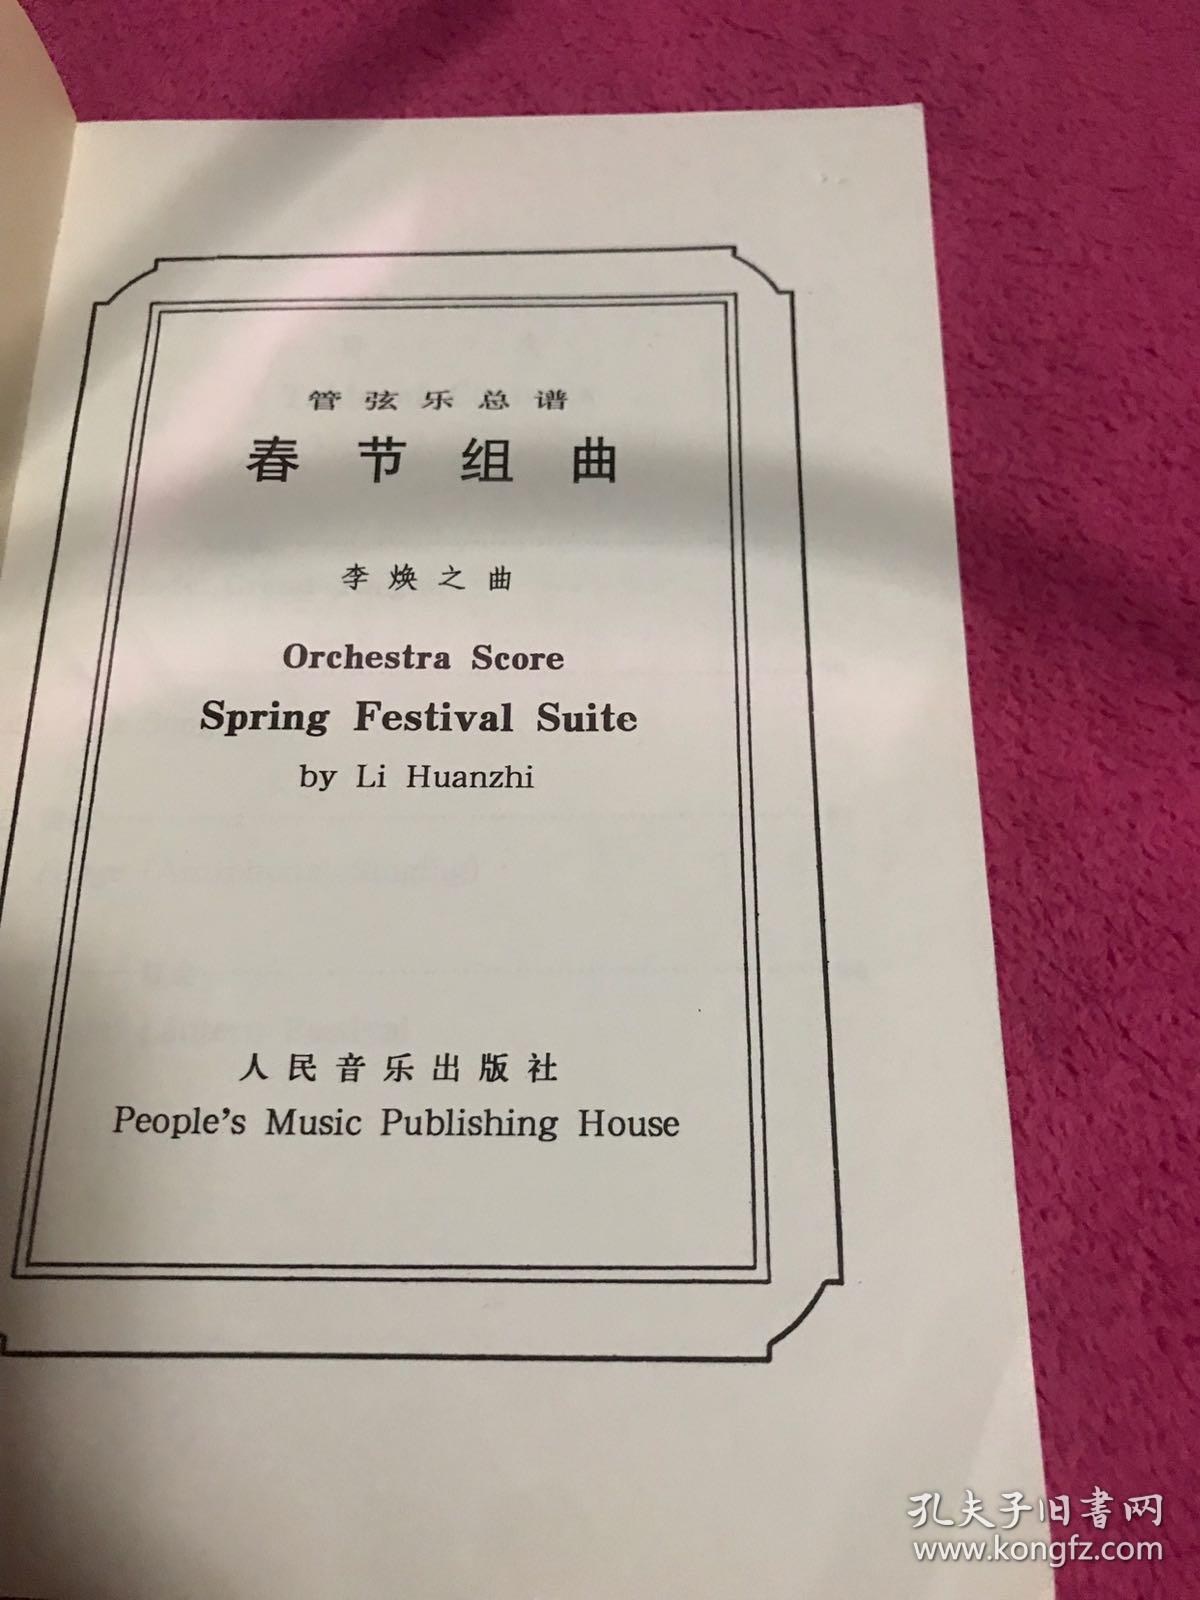 管弦乐总谱
春节组曲
李焕之曲
Orchestra Score
Spring Festival Suite
by Li Huanzhi
人民音乐出版社
People's Music Publishing House
孔夫子旧书网
www.kongfz.com